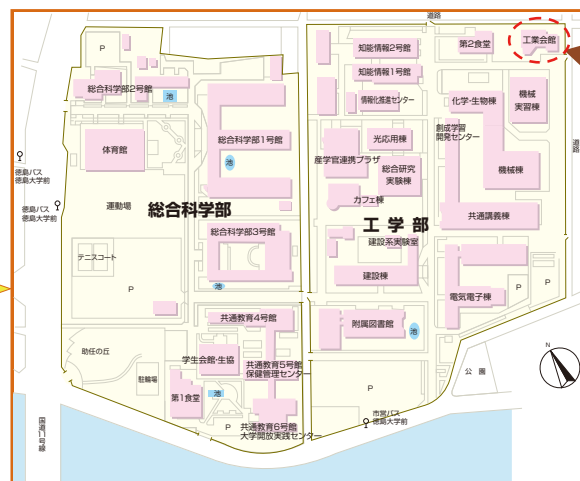 道路
P
知能情報2号館
第2食堂
工業会館
知能情報1号館
総合科学部2号館
池
情報化推進センター
化学・生物棟
機械
実習棟
総合科学部1号館
体育館
光応用棟
創成学習
開発センター
道路
産学官連携プラザ
総合研究
実験棟
機械棟
池
徳島バス
徳島大学前
カフェ棟
徳島バス
徳島大学前
運動場
総合科学部
共通講義棟
工学部
総合科学部3号館
建設系実験室
テニスコート
建設棟
P
池
P
P
電気電子棟
共通教育4号館
附属図書館
池
N
助任の丘
学生会館・生協
共通教育5号館
保健管理センター
公園
駐輪場
P
第1食堂
池
国道11号線
P
共通教育6号館
大学開放実践センター
市営バス
徳島大学前